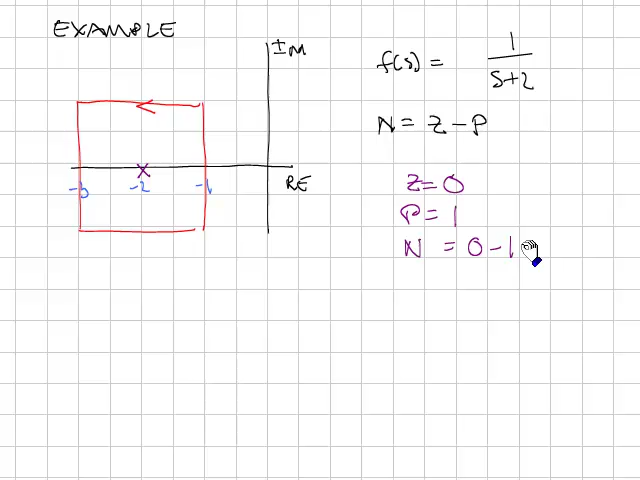 EXAMPLE
IM
f(s) = 1/(s+2)
N = Z - P
-3 -2 -1 RE
Z = 0
P = 1
N = 0 - 1